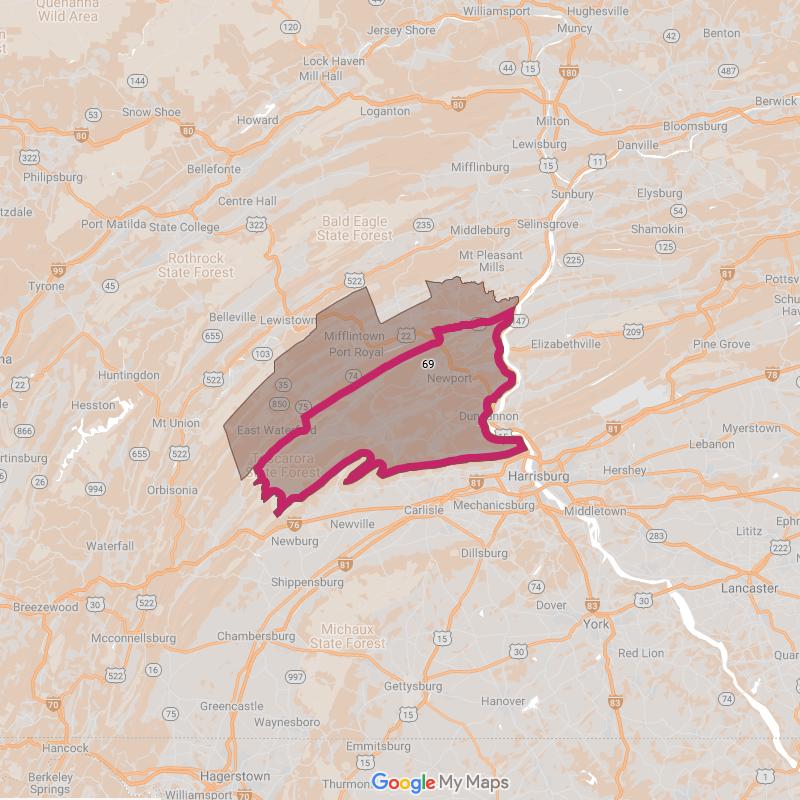 Quehanna
Wild Area
Williamsport
Hughesville
Muncy
120
Jersey Shore
42
Benton
Lock Haven
Mill Hall
44
15
180
487
144
Snow Shoe
53
80
Howard
Loganton
80
Berwick
Milton
Bloomsburg
80
322
Philipsburg
Bellefonte
Lewisburg
Danville
11
Mifflinburg
15
Sunbury
Elysburg
54
Centre Hall
tzdale
Port Matilda
State College
322
Bald Eagle
State Forest
235
Middleburg
Selinsgrove
Shamokin
125
Mt Pleasant
Mills
225
99
Rothrock
State Forest
Tyrone
45
522
81
Pottsv
Schu
Hav
Belleville
Lewistown
655
147
209
Mifflintown
22
Port Royal
Elizabethville
Pine Grove
na
103
69
74
Newport
78
22
Huntingdon
522
35
850
75
Hesston
Duncannon
Mt Union
East Waterford
866
81
Myerstown
Lebanon
artinsburg
26
655
522
Tuscarora
State Forest
Hershey
994
Orbisonia
81
Harrisburg
Carlisle
Mechanicsburg
Middletown
76
Newville
Waterfall
Newburg
283
Lititz
Ephr
222
81
Dillsburg
Shippensburg
74
Lancaster
Breezewood
30
522
Dover
83
30
Mcconnellsburg
Chambersburg
Michaux
State Forest
15
York
30
Red Lion
Quar
16
522
997
Gettysburg
70
75
Greencastle
Hanover
83
74
Waynesboro
15
Hancock
Emmitsburg
Berkeley
Springs
Hagerstown
15
1
Williamsport
70
Thurmon
Google My Maps